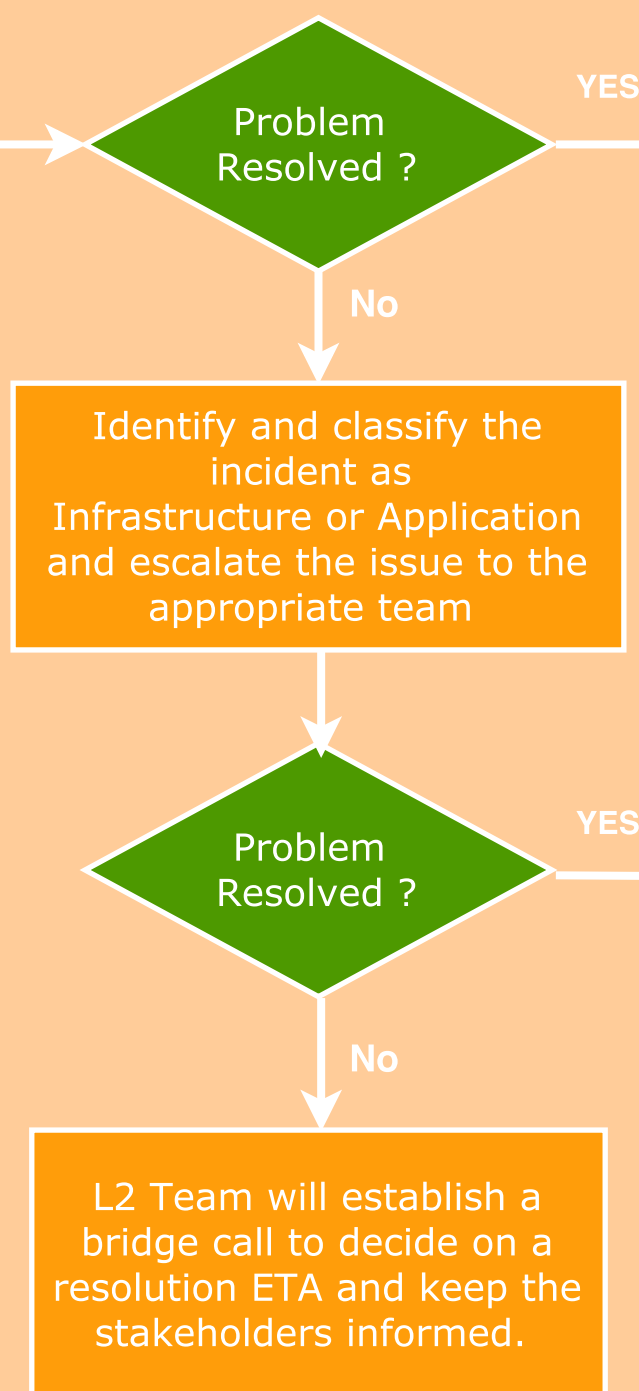 Problem
Resolved ?
YES
No
Identify and classify the
incident as
Infrastructure or Application
and escalate the issue to the
appropriate team
Problem
Resolved ?
YES
No
L2 Team will establish a
bridge call to decide on a
resolution ETA and keep the
stakeholders informed.